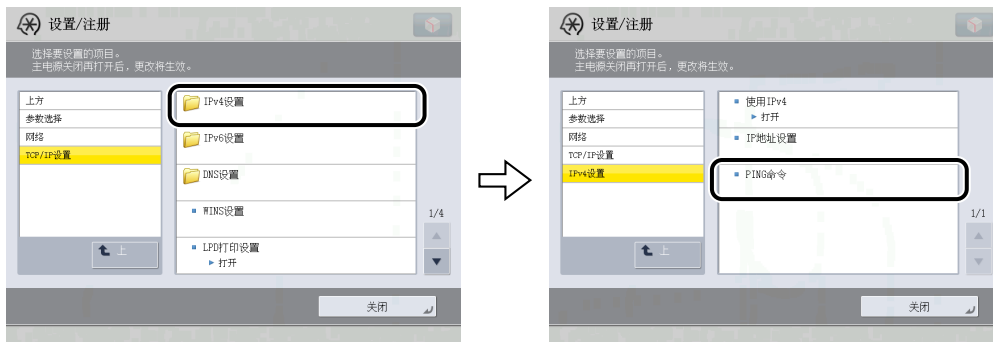 设置/注册
选择要设置的项目。
主电源关闭再打开后，更改将生效。
上方
参数选择
网络
TCP/IP设置
上
IPv4设置
IPv6设置
DNS设置
WINS设置
LPD打印设置
打开
1/4
关闭
设置/注册
选择要设置的项目。
主电源关闭再打开后，更改将生效。
上方
参数选择
网络
TCP/IP设置
IPv4设置
上
使用IPv4
打开
IP地址设置
PING命令
1/1
关闭